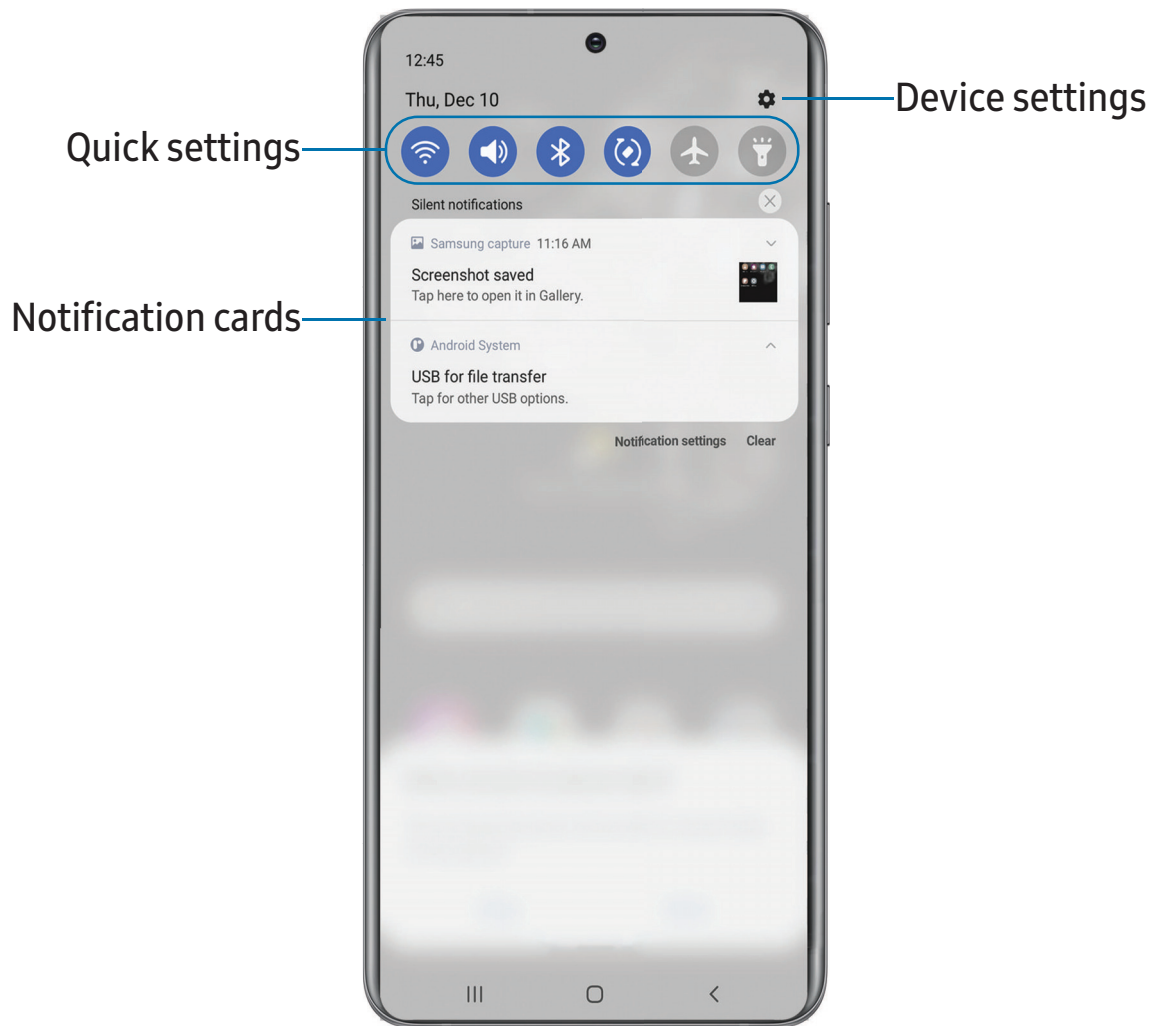 12:45
Thu, Dec 10
Device settings
Quick settings
Silent notifications
Samsung capture 11:16 AM
Screenshot saved
Tap here to open it in Gallery.
Notification cards
Android System
USB for file transfer
Tap for other USB options.
Notification settings Clear